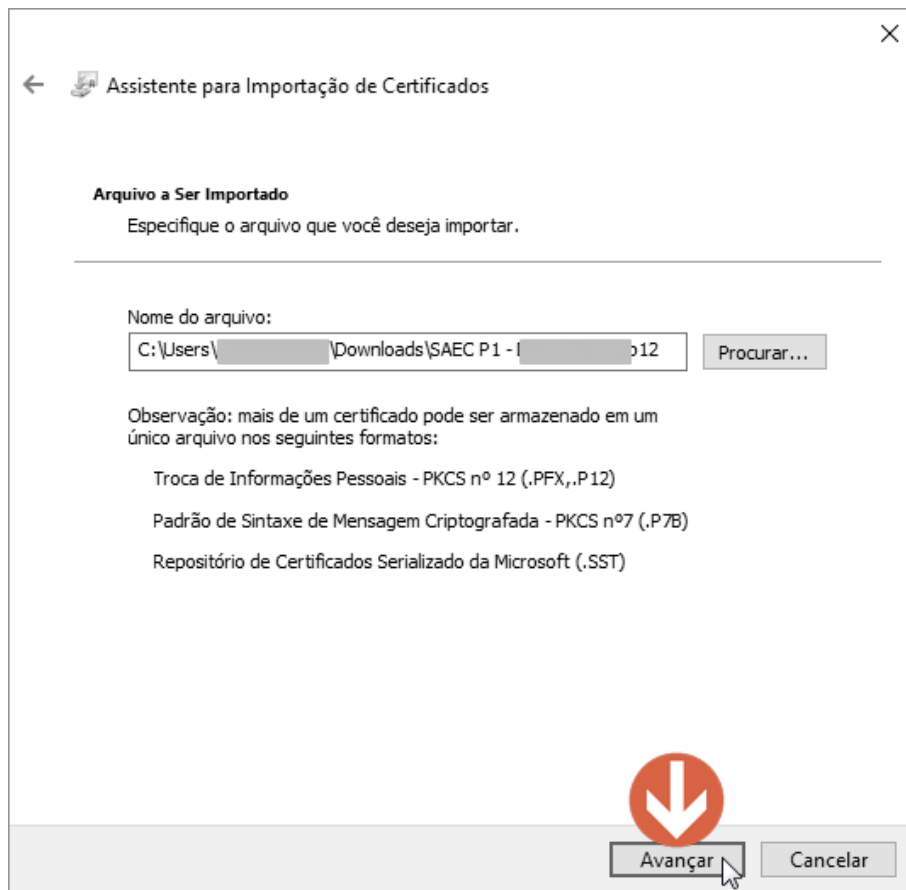 Assistente para Importação de Certificados
Arquivo a Ser Importado
Especifique o arquivo que você deseja importar.
Nome do arquivo:
C:\Users\ \Downloads\SAEC P1 - 12
Procurar...
Observação: mais de um certificado pode ser armazenado em um
único arquivo nos seguintes formatos:
Troca de Informações Pessoais - PKCS nº 12 (.PFX,.P12)
Padrão de Sintaxe de Mensagem Criptografada - PKCS nº7 (.P7B)
Repositório de Certificados Serializado da Microsoft (.SST)
Avançar
Cancelar